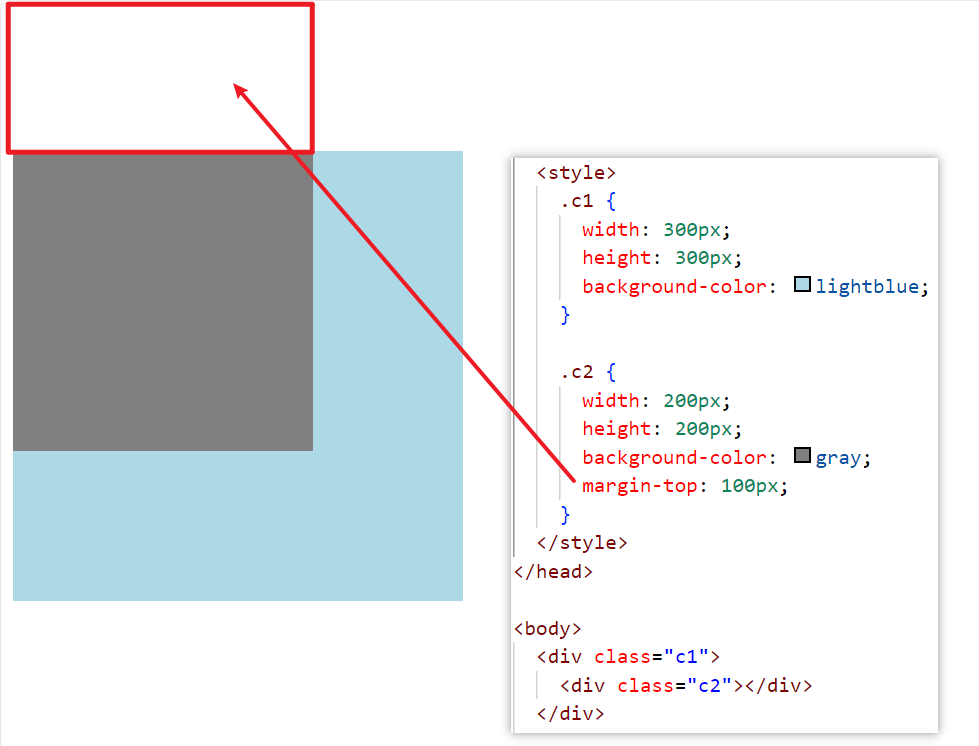 <style>
.c1 {
width: 300px;
height: 300px;
background-color: lightblue;
}
.c2 {
width: 200px;
height: 200px;
background-color: gray;
margin-top: 100px;
}
</style>
</head>
<body>
<div class="c1">
<div class="c2"></div>
</div>